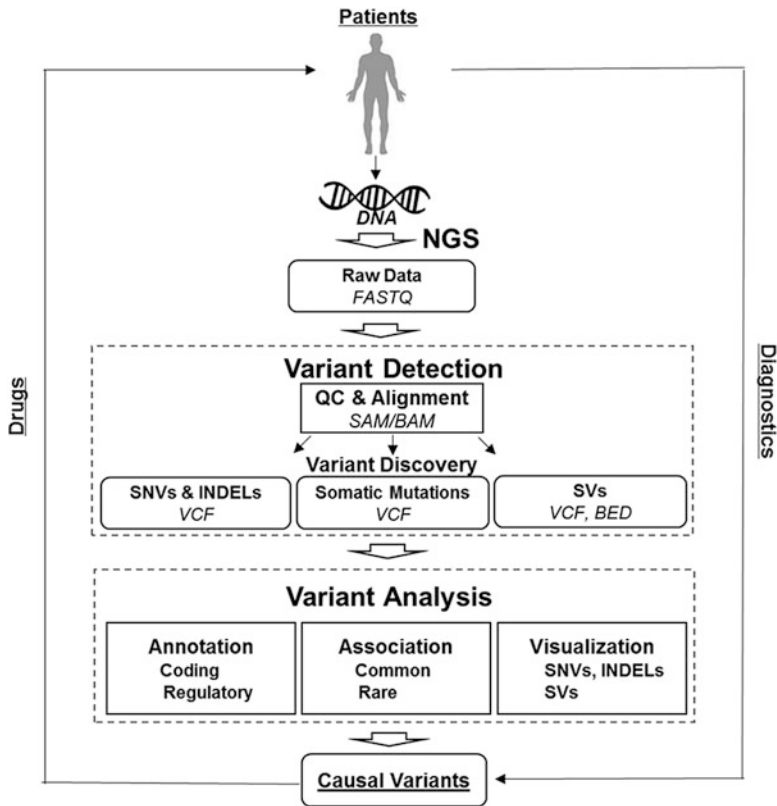 Patients
DNA
NGS
Raw Data
FASTQ
Variant Detection
QC & Alignment
SAM/BAM
Variant Discovery
SNVs & INDELs
VCF
Somatic Mutations
VCF
SVs
VCF, BED
Variant Analysis
Annotation
Coding
Regulatory
Association
Common
Rare
Visualization
SNVs, INDELs
SVs
Causal Variants
Drugs
Diagnostics